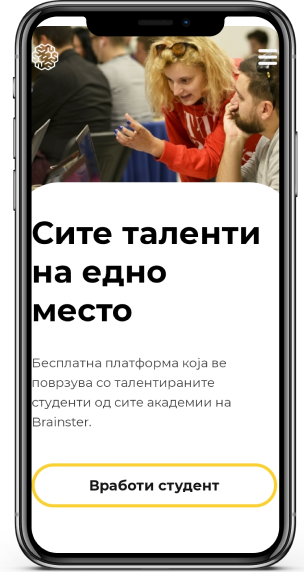 Сите таленти
на едно
место
Бесплатна платформа која ве
поврзува со талентираните
студенти од сите академии на
Brainster.
Вработи студент